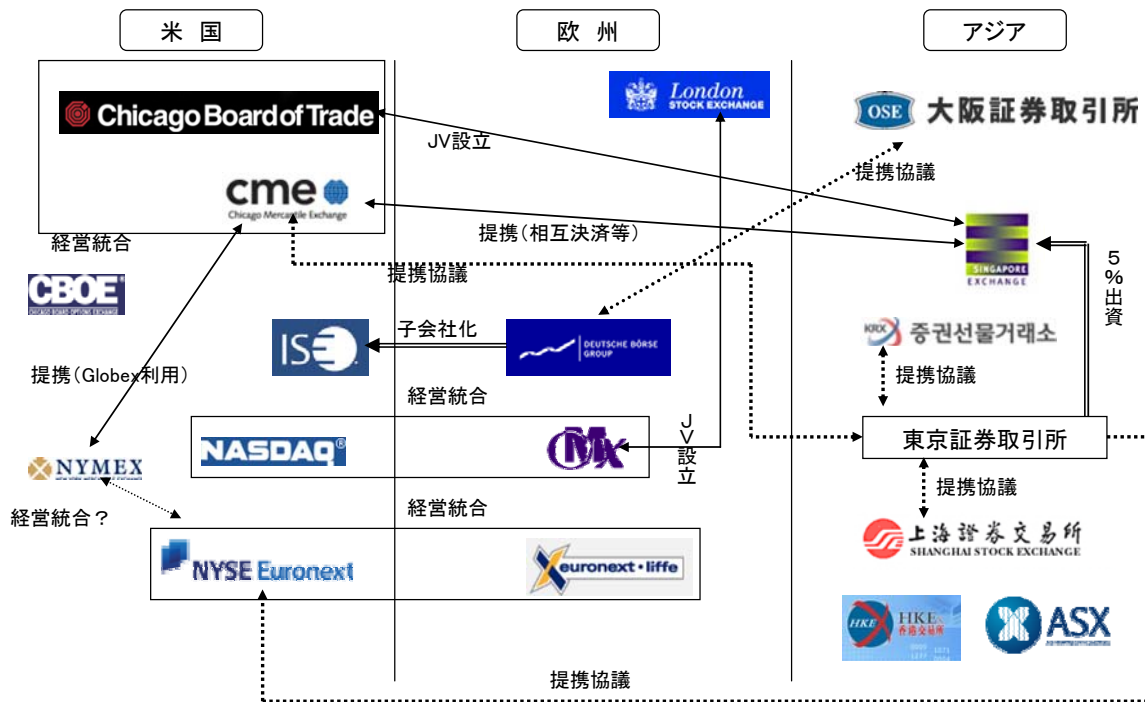 米 国
欧 州
アジア
Chicago Board of Trade
London
STOCK EXCHANGE
OSE 大阪証券取引所
JV設立
提携協議
cme
Chicago Mercantile Exchange
経営統合
提携(相互決済等)
SINGAPORE
EXCHANGE
5%出資
提携協議
CBOE
CHICAGO BOARD OPTIONS EXCHANGE
KRX 증권선물거래소
ISE
子会社化
DEUTSCHE BÖRSE
GROUP
提携(Globex利用)
提携協議
経営統合
NASDAQ®
OMX
JV設立
東京証券取引所
NYMEX
提携協議
経営統合?
経営統合
上海證券交易所
SHANGHAI STOCK EXCHANGE
NYSE Euronext
euronext・liffe
HKEx HKEx
香港交易所
ASX
提携協議